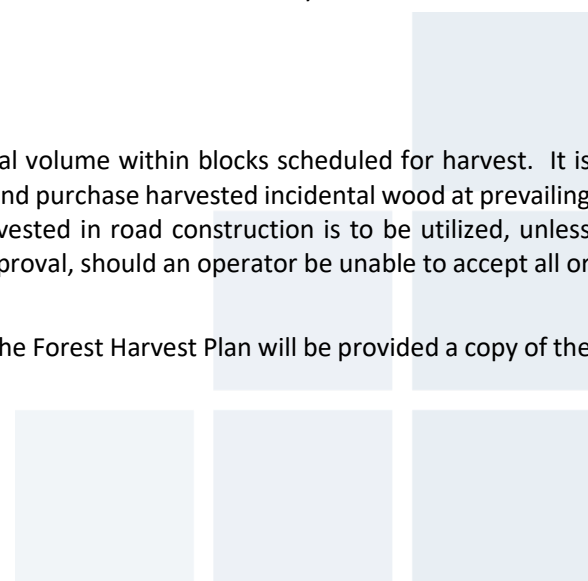 al volume within blocks scheduled for harvest. It is
nd purchase harvested incidental wood at prevailing
vested in road construction is to be utilized, unless
proval, should an operator be unable to accept all or
he Forest Harvest Plan will be provided a copy of the